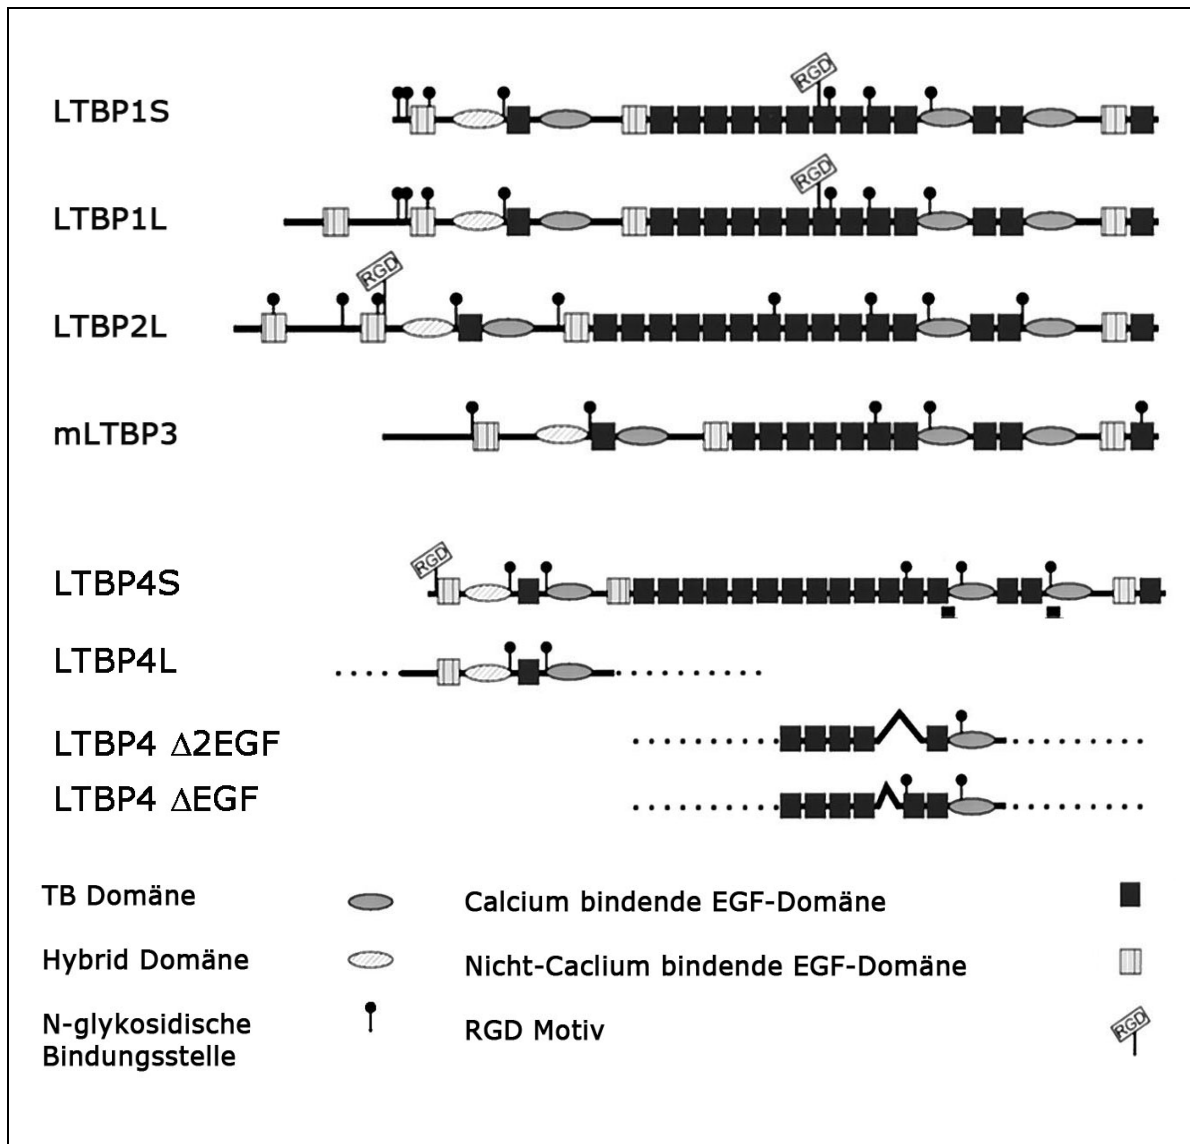 RGD
LTBP1S
RGD
LTBP1L
RGD
LTBP2L
mLTBP3
RGD
LTBP4S
LTBP4L
LTBP4 Δ2EGF
LTBP4 ΔEGF
TB Domäne
Calcium bindende EGF-Domäne
Hybrid Domäne
Nicht-Caclium bindende EGF-Domäne
N-glykosidische
Bindungsstelle
RGD Motiv
RGD